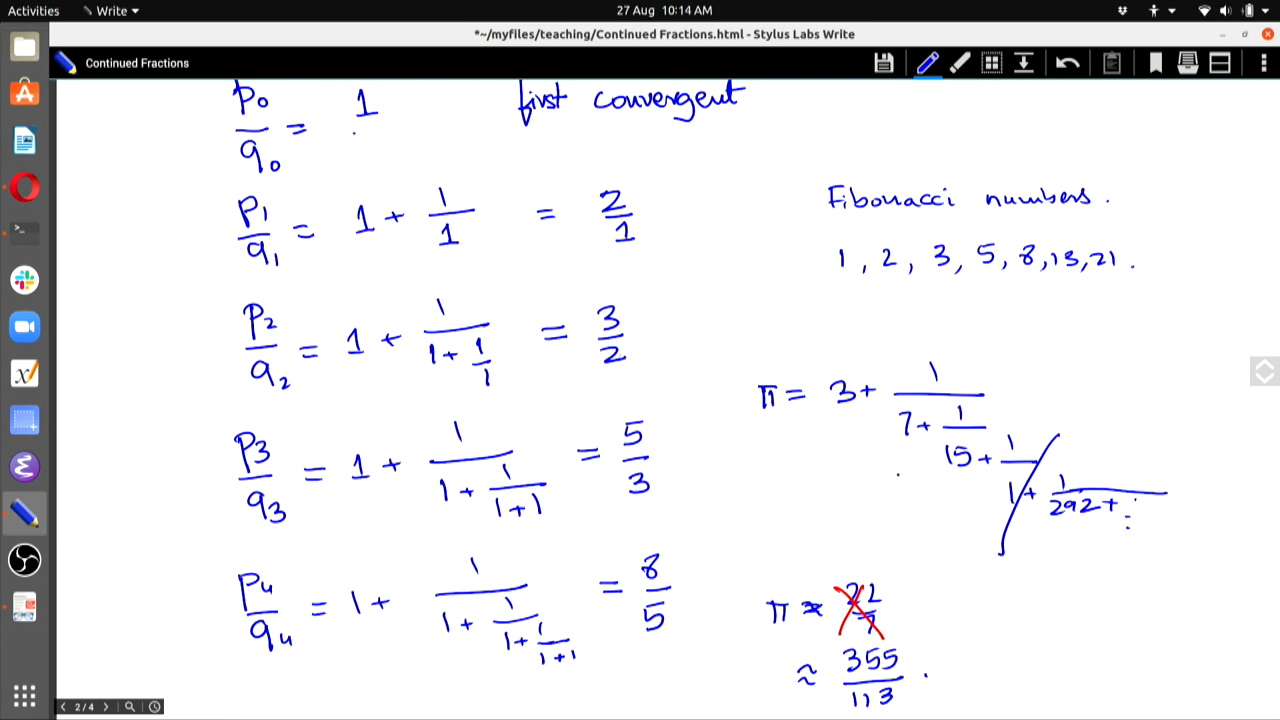 Activities Write 27 Aug 10:14 AM
*~/myfiles/teaching/Continued Fractions.html - Stylus Labs Write
Continued Fractions
p₀/q₀ = 1 first convergent
p₁/q₁ = 1 + 1/1 = 2/1
Fibonacci numbers.
1, 2, 3, 5, 8, 13, 21.
p₂/q₂ = 1 + 1/(1 + 1/1) = 3/2
π = 3 + 1/(7 + 1/(15 + 1/(1 + 1/(292 + ⋮))))
p₃/q₃ = 1 + 1/(1 + 1/(1+1)) = 5/3
p₄/q₄ = 1 + 1/(1 + 1/(1 + 1/(1+1))) = 8/5
π ≈ 22/7
≈ 355/113.
2/4